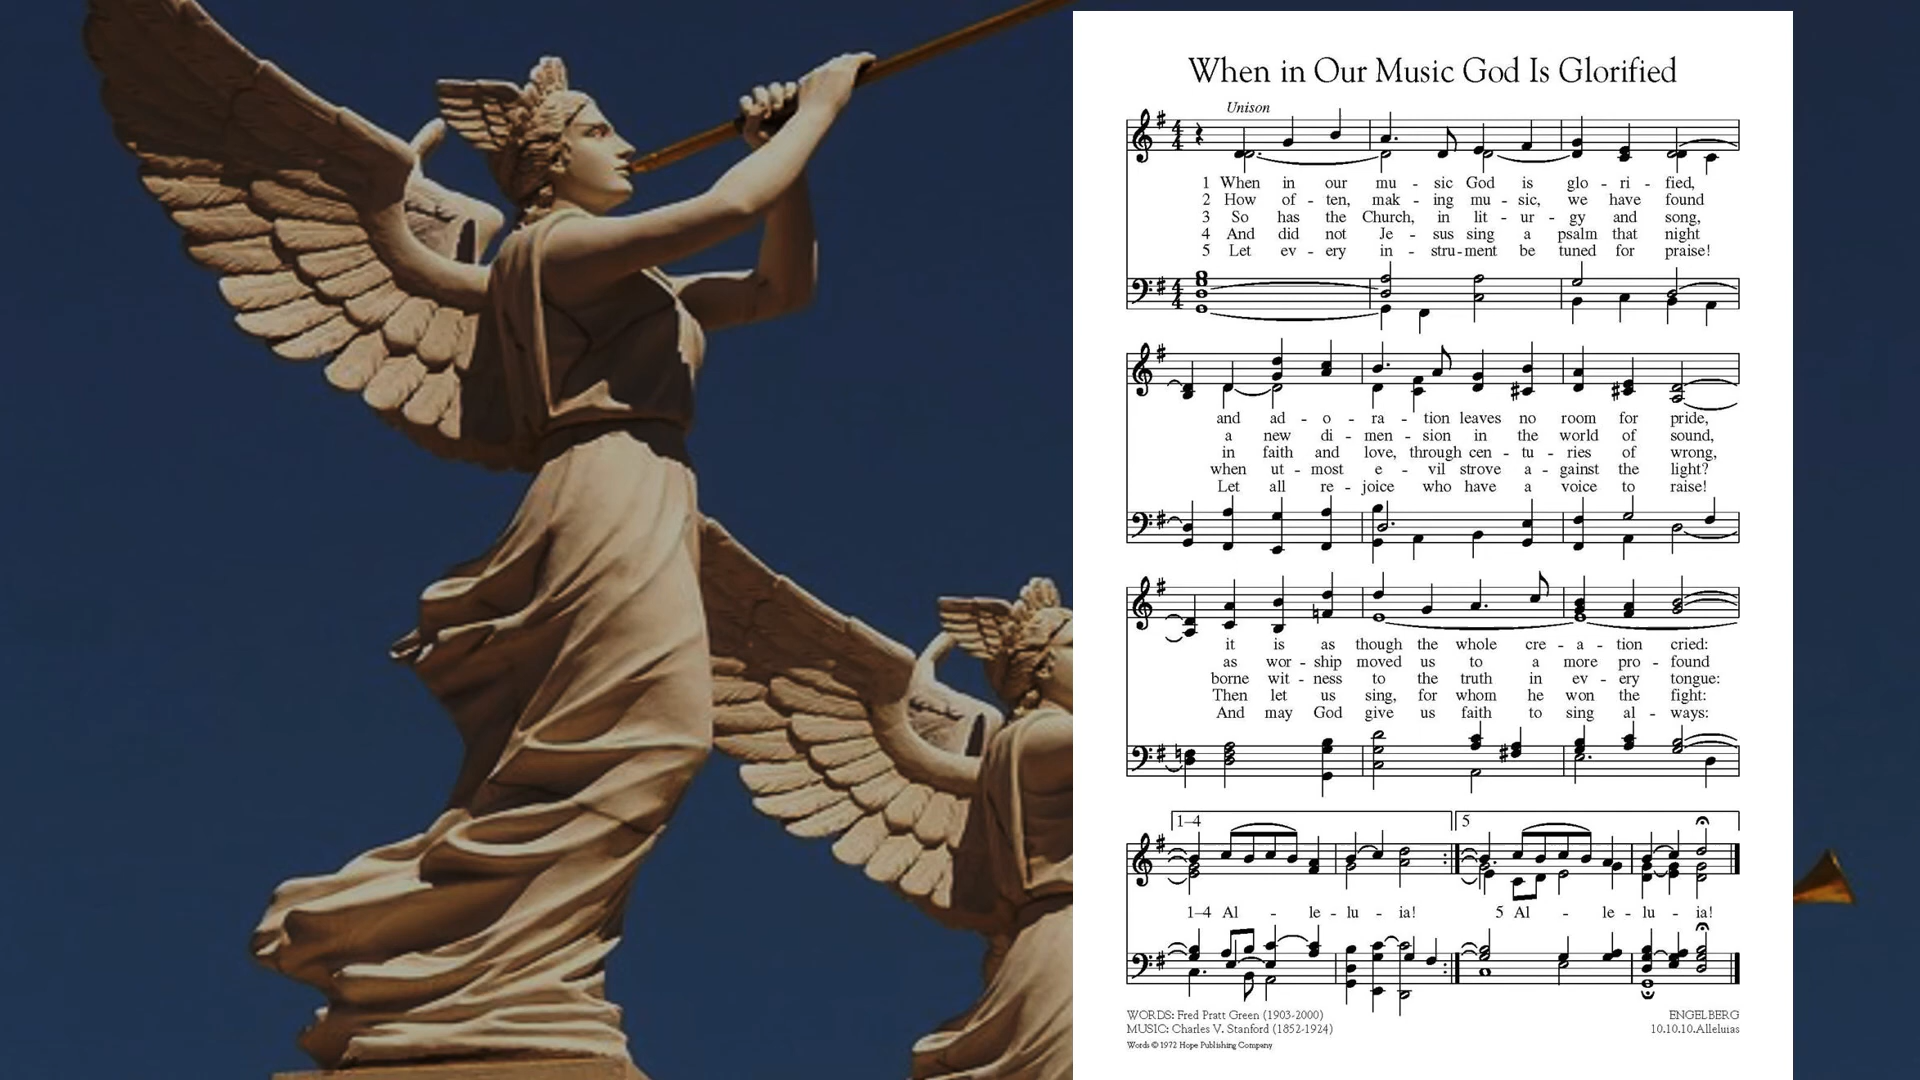 When in Our Music God Is Glorified
Unison
1 When in our mu - sic God is glo - ri - fied,
2 How of - ten, mak - ing mu - sic, we have found
3 So has the Church, in lit - ur - gy and song,
4 And did not Je - sus sing a psalm that night
5 Let ev - ery in - stru - ment be tuned for praise!
and ad - o - ra - tion leaves no room for pride,
a new di - men - sion in the world of sound,
in faith and love, through cen - tu - ries of wrong,
when ut - most e - vil strove a - gainst the light?
Let all re - joice who have a voice to raise!
it is as though the whole cre - a - tion cried:
as wor - ship moved us to a more pro - found
borne wit - ness to the truth in ev - ery tongue:
Then let us sing, for whom he won the fight:
And may God give us faith to sing al - ways:
1–4 5
1–4 Al - le - lu - ia! 5 Al - le - lu - ia!
WORDS: Fred Pratt Green (1903-2000) ENGELBERG
MUSIC: Charles V. Stanford (1852-1924) 10.10.10.Alleluias
Words © 1972 Hope Publishing Company